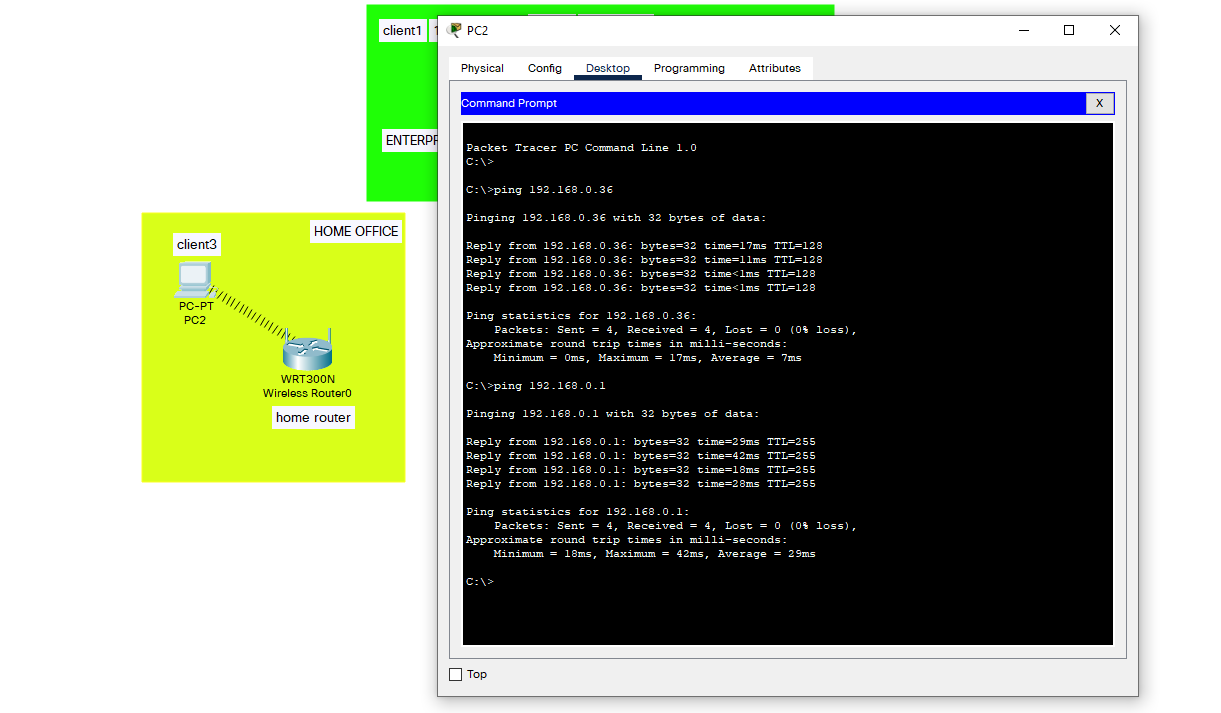 client1
PC2
Physical Config Desktop Programming Attributes
Command Prompt X
Packet Tracer PC Command Line 1.0
C:\>
C:\>ping 192.168.0.36
Pinging 192.168.0.36 with 32 bytes of data:
Reply from 192.168.0.36: bytes=32 time=17ms TTL=128
Reply from 192.168.0.36: bytes=32 time=11ms TTL=128
Reply from 192.168.0.36: bytes=32 time<1ms TTL=128
Reply from 192.168.0.36: bytes=32 time<1ms TTL=128
Ping statistics for 192.168.0.36:
Packets: Sent = 4, Received = 4, Lost = 0 (0% loss),
Approximate round trip times in milli-seconds:
Minimum = 0ms, Maximum = 17ms, Average = 7ms
C:\>ping 192.168.0.1
Pinging 192.168.0.1 with 32 bytes of data:
Reply from 192.168.0.1: bytes=32 time=29ms TTL=255
Reply from 192.168.0.1: bytes=32 time=42ms TTL=255
Reply from 192.168.0.1: bytes=32 time=18ms TTL=255
Reply from 192.168.0.1: bytes=32 time=28ms TTL=255
Ping statistics for 192.168.0.1:
Packets: Sent = 4, Received = 4, Lost = 0 (0% loss),
Approximate round trip times in milli-seconds:
Minimum = 18ms, Maximum = 42ms, Average = 29ms
C:\>
Top
HOME OFFICE
client3
PC-PT
PC2
WRT300N
Wireless Router0
home router